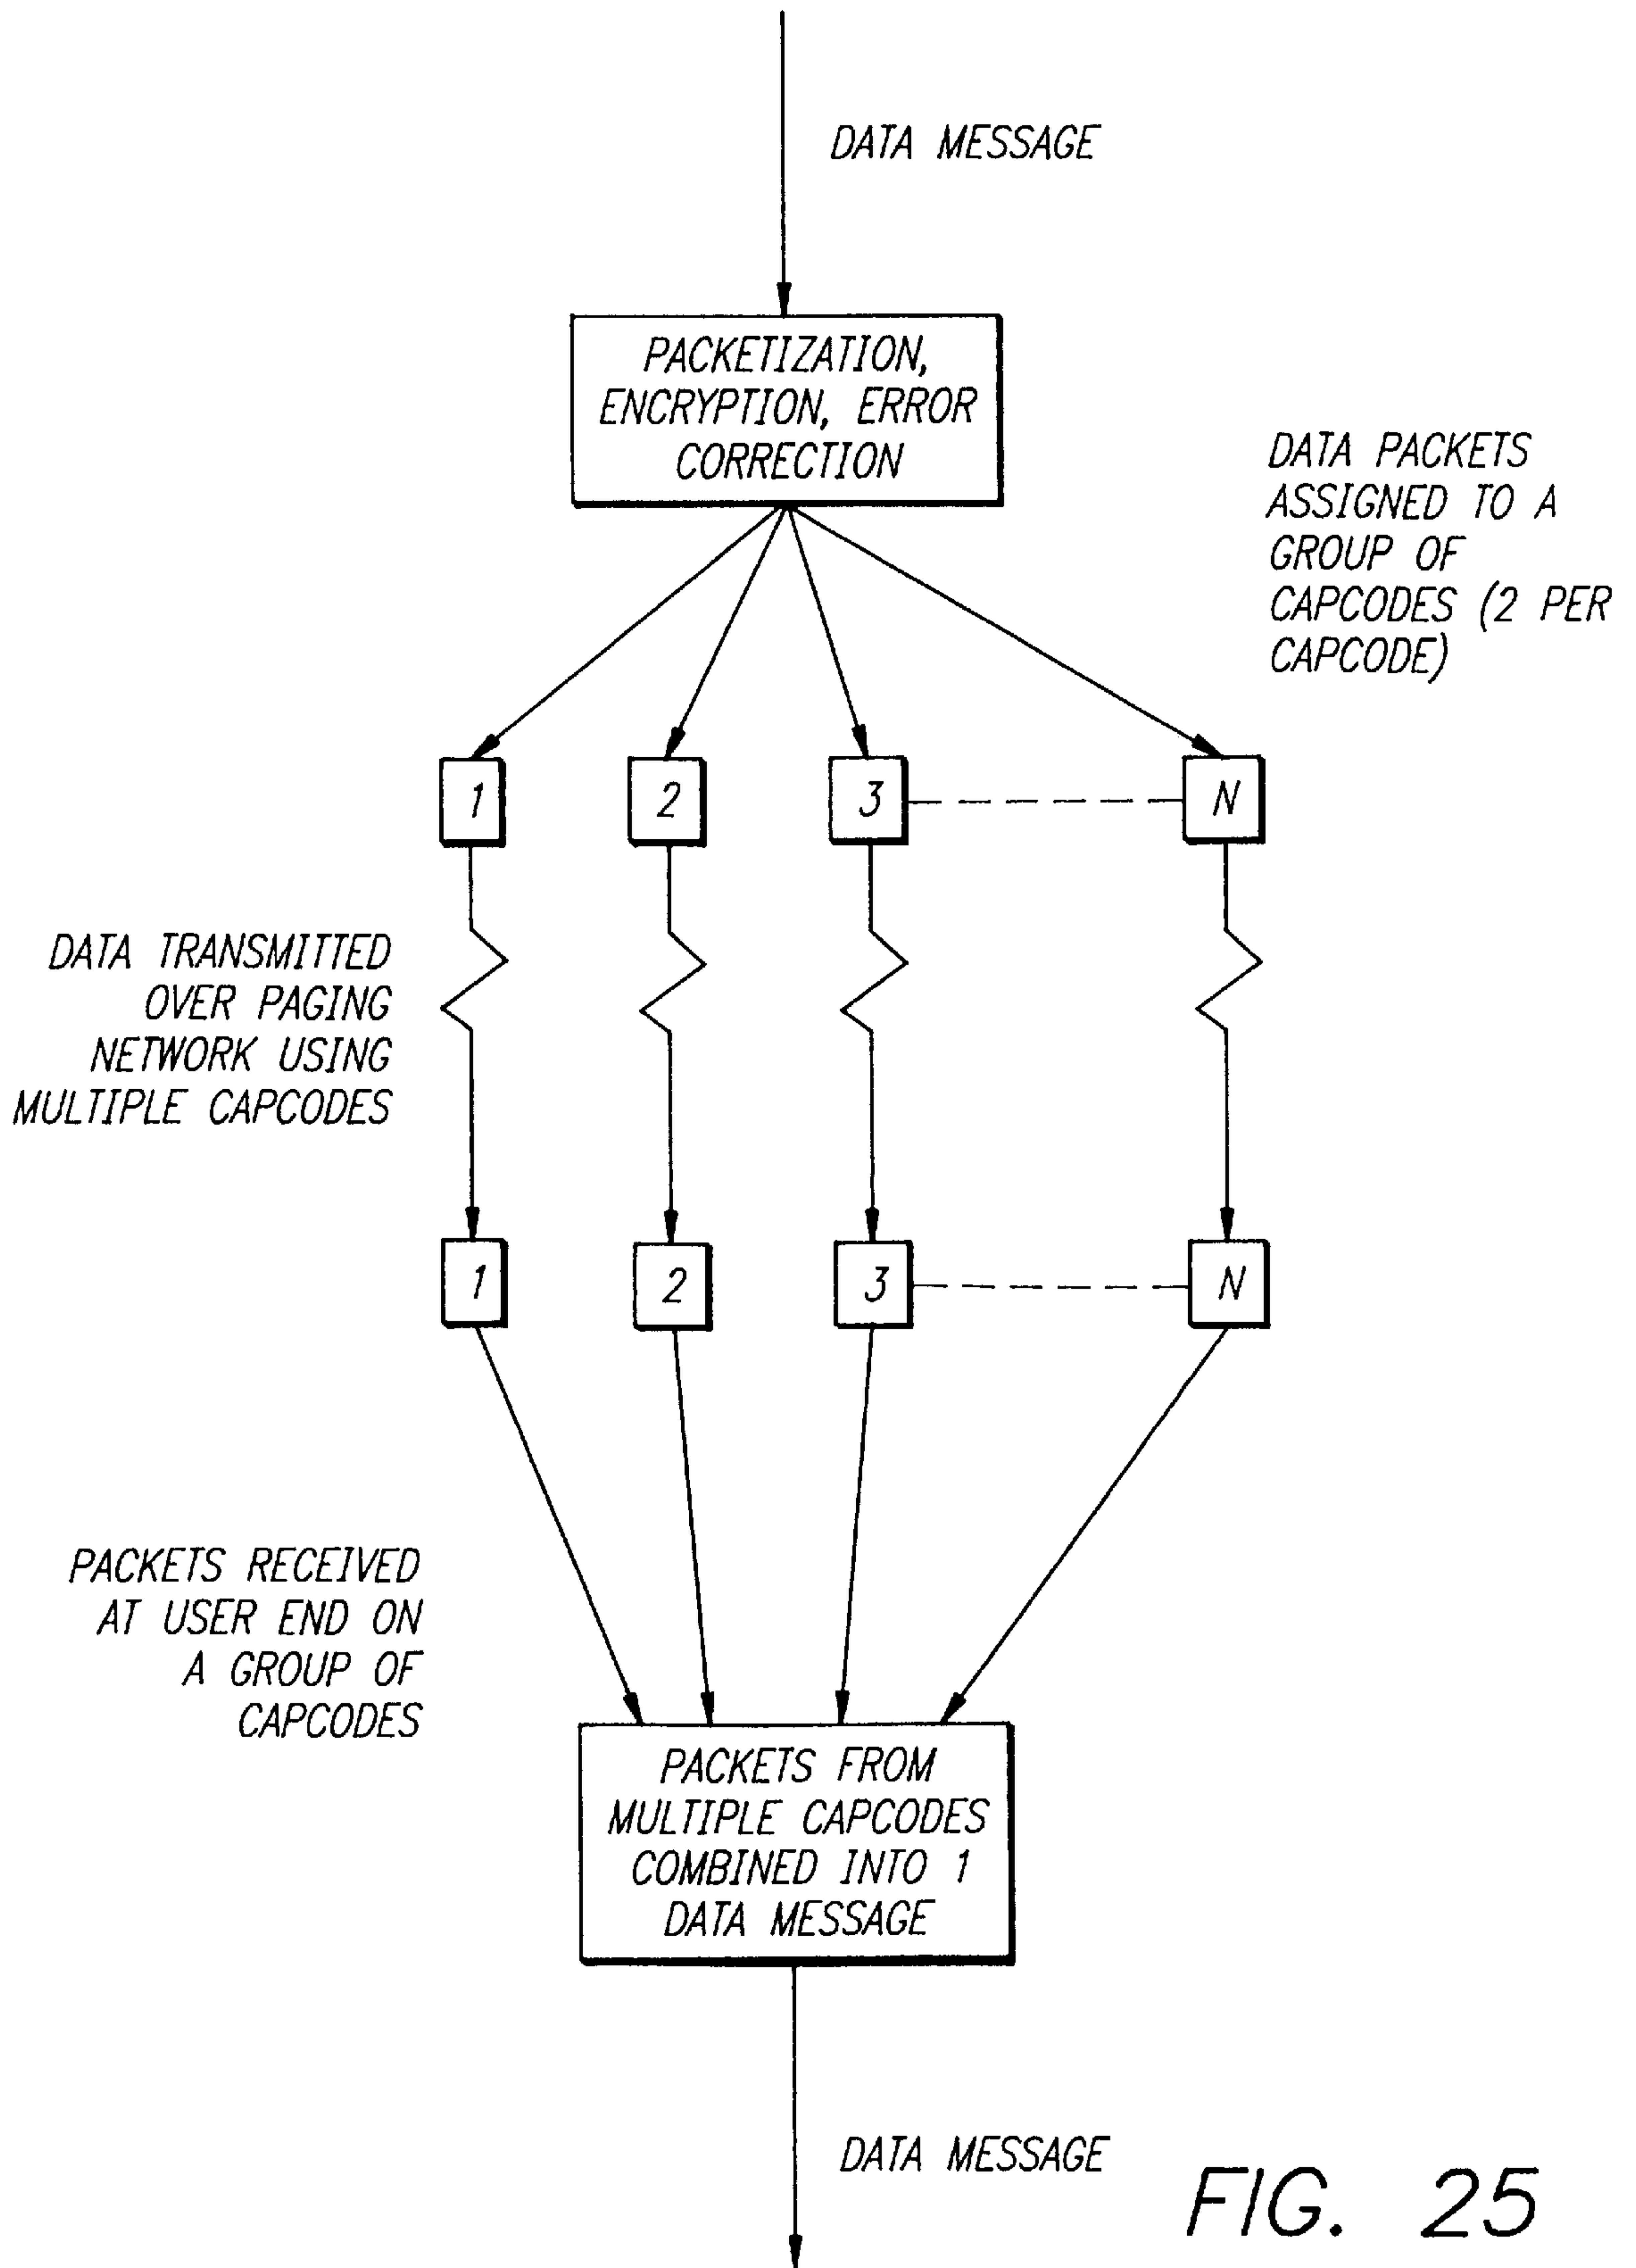 DATA MESSAGE
PACKETIZATION,
ENCRYPTION, ERROR
CORRECTION
DATA PACKETS
ASSIGNED TO A
GROUP OF
CAPCODES (2 PER
CAPCODE)
1 2 3 N
DATA TRANSMITTED
OVER PAGING
NETWORK USING
MULTIPLE CAPCODES
1 2 3 N
PACKETS RECEIVED
AT USER END ON
A GROUP OF
CAPCODES
PACKETS FROM
MULTIPLE CAPCODES
COMBINED INTO 1
DATA MESSAGE
DATA MESSAGE
FIG. 25